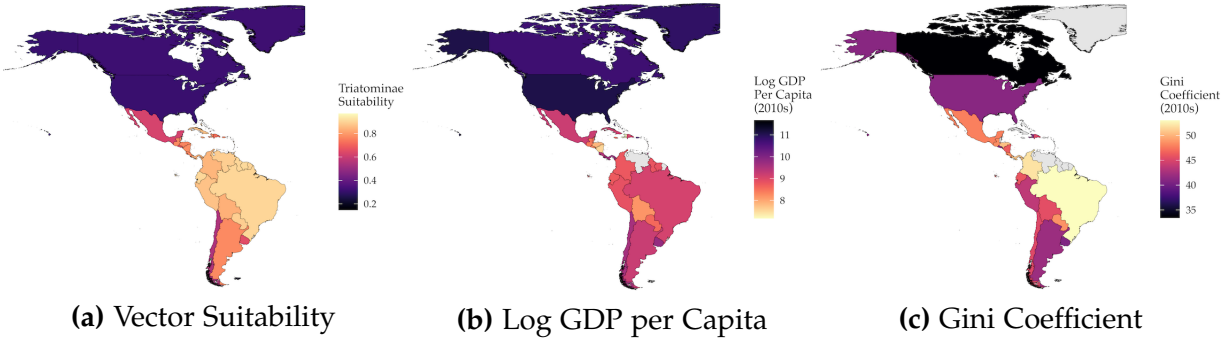 Triatominae
Suitability
0.8
0.6
0.4
0.2
(a) Vector Suitability
Log GDP
Per Capita
(2010s)
11
10
9
8
(b) Log GDP per Capita
Gini
Coefficient
(2010s)
50
45
40
35
(c) Gini Coefficient